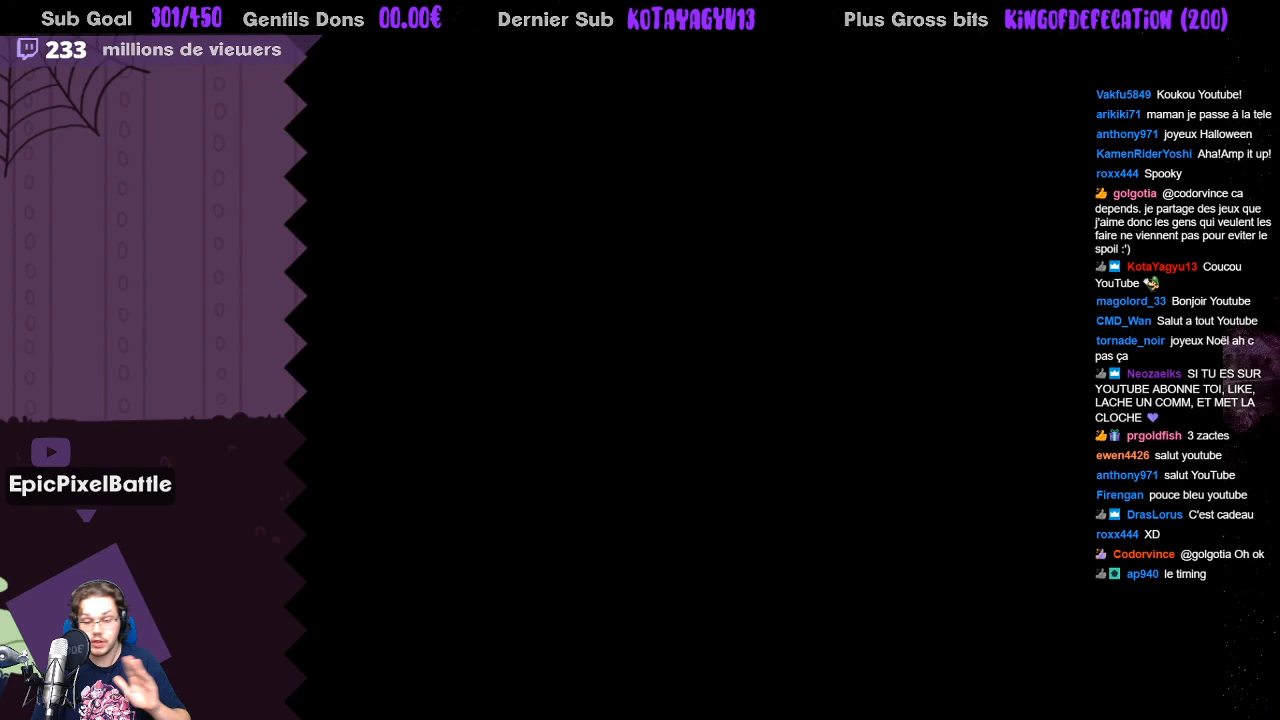 Sub Goal 301/450 Gentils Dons 00.00€ Dernier Sub KOTAYAGYU13 Plus Gross bits KINGOFDEFECATION (200)
233 millions de viewers
Vakfu5849 Koukou Youtube!
arikiki71 maman je passe à la tele
anthony971 joyeux Halloween
KamenRiderYoshi Aha!Amp it up!
roxx444 Spooky
golgotia @codorvince ca
depends. je partage des jeux que
j'aime donc les gens qui veulent les
faire ne viennent pas pour eviter le
spoil :')
KotaYagyu13 Coucou
YouTube
magolord_33 Bonjoir Youtube
CMD_Wan Salut a tout Youtube
tornade_noir joyeux Noël ah c
pas ça
Neozaelks SI TU ES SUR
YOUTUBE ABONNE TOI, LIKE,
LACHE UN COMM, ET MET LA
CLOCHE
prgoldfish 3 zactes
ewen4426 salut youtube
anthony971 salut YouTube
Firengan pouce bleu youtube
DrasLorus C'est cadeau
roxx444 XD
Codorvince @golgotia Oh ok
ap940 le timing
EpicPixelBattle